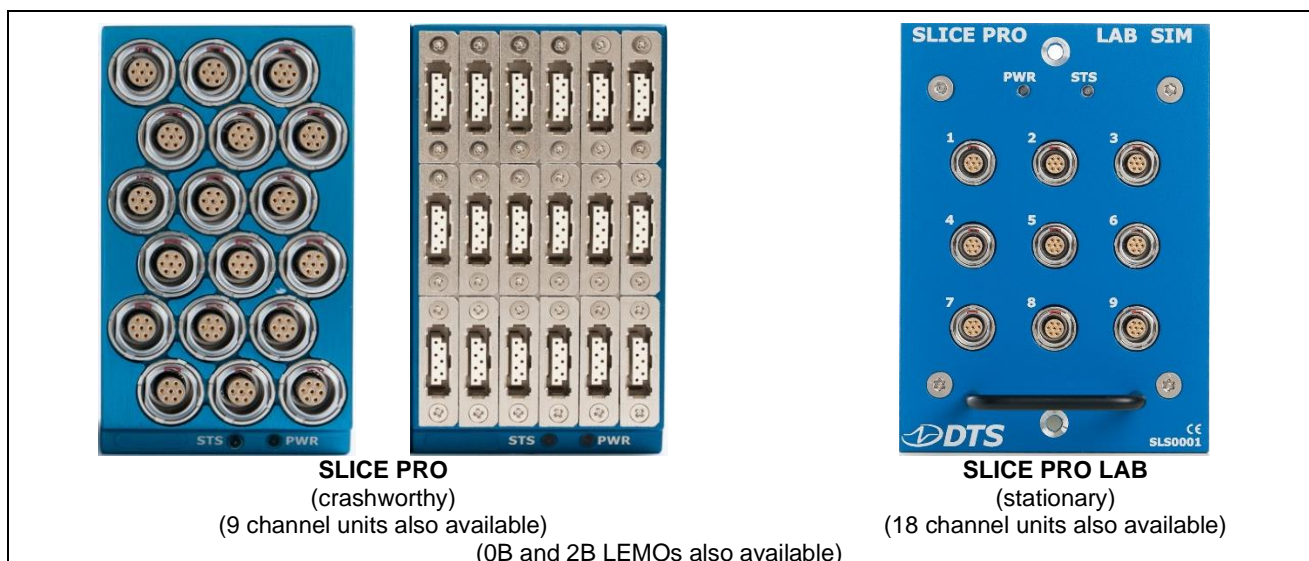 SLICE PRO LAB SIM
PWR STS
1 2 3
4 5 6
7 8 9
DTS
CE
SLS0001
STS PWR
STS PWR
SLICE PRO
(crashworthy)
(9 channel units also available)
SLICE PRO LAB
(stationary)
(18 channel units also available)
(0B and 2B LEMOs also available)